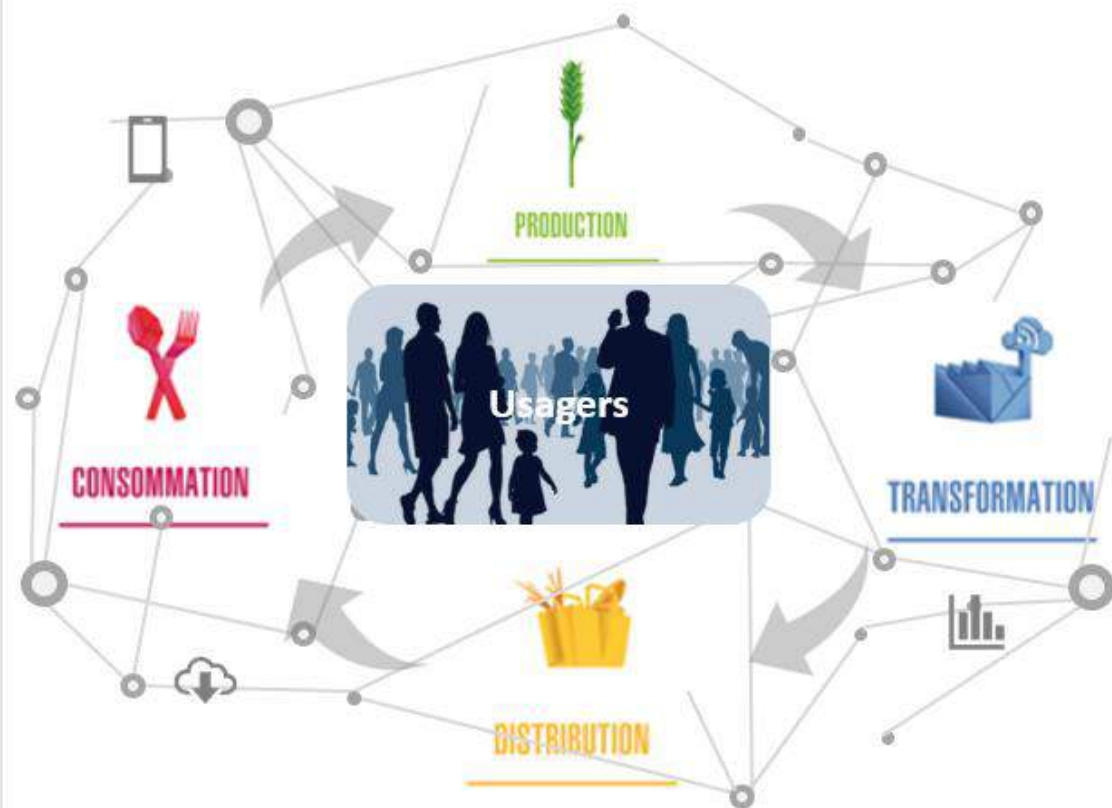 PRODUCTION
Usagers
CONSOMMATION
TRANSFORMATION
DISTRIBUTION